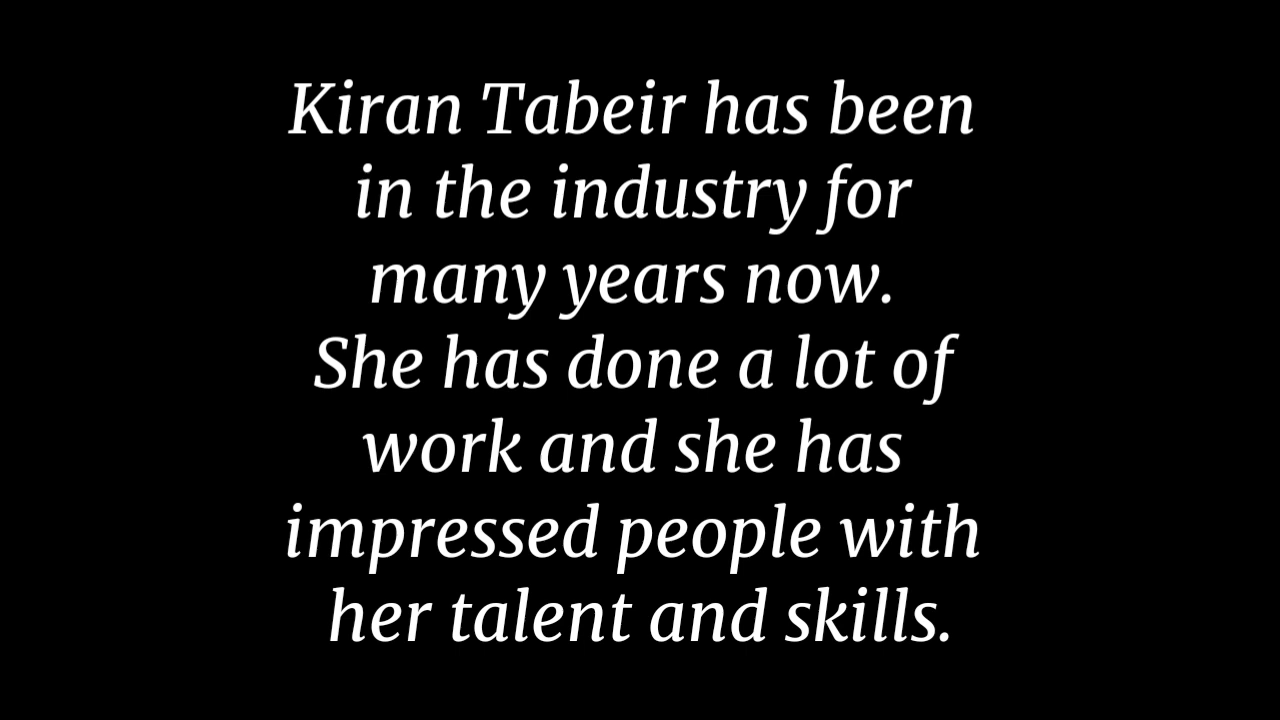 Kiran Tabeir has been
in the industry for
many years now.
She has done a lot of
work and she has
impressed people with
her talent and skills.